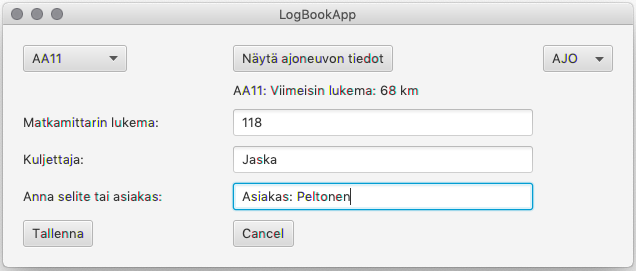 LogBookApp
AA11 Näytä ajoneuvon tiedot AJO
AA11: Viimeisin lukema: 68 km
Matkamittarin lukema: 118
Kuljettaja: Jaska
Anna selite tai asiakas: Asiakas: Peltonen
Tallenna Cancel